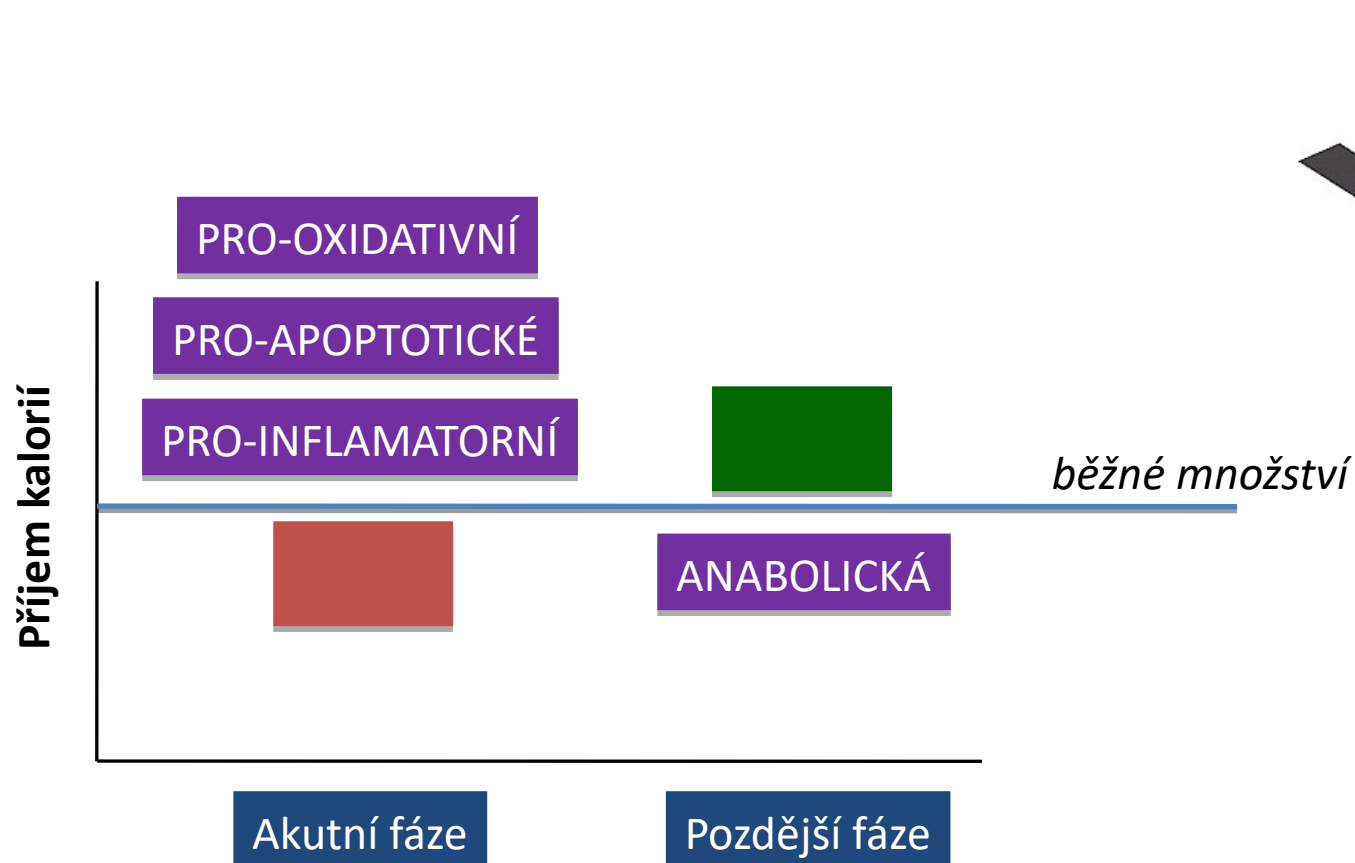 PRO-OXIDATIVNÍ
PRO-APOPTOTICKÉ
PRO-INFLAMATORNÍ
Příjem kalorií
běžné množství
ANABOLICKÁ
Akutní fáze
Pozdější fáze